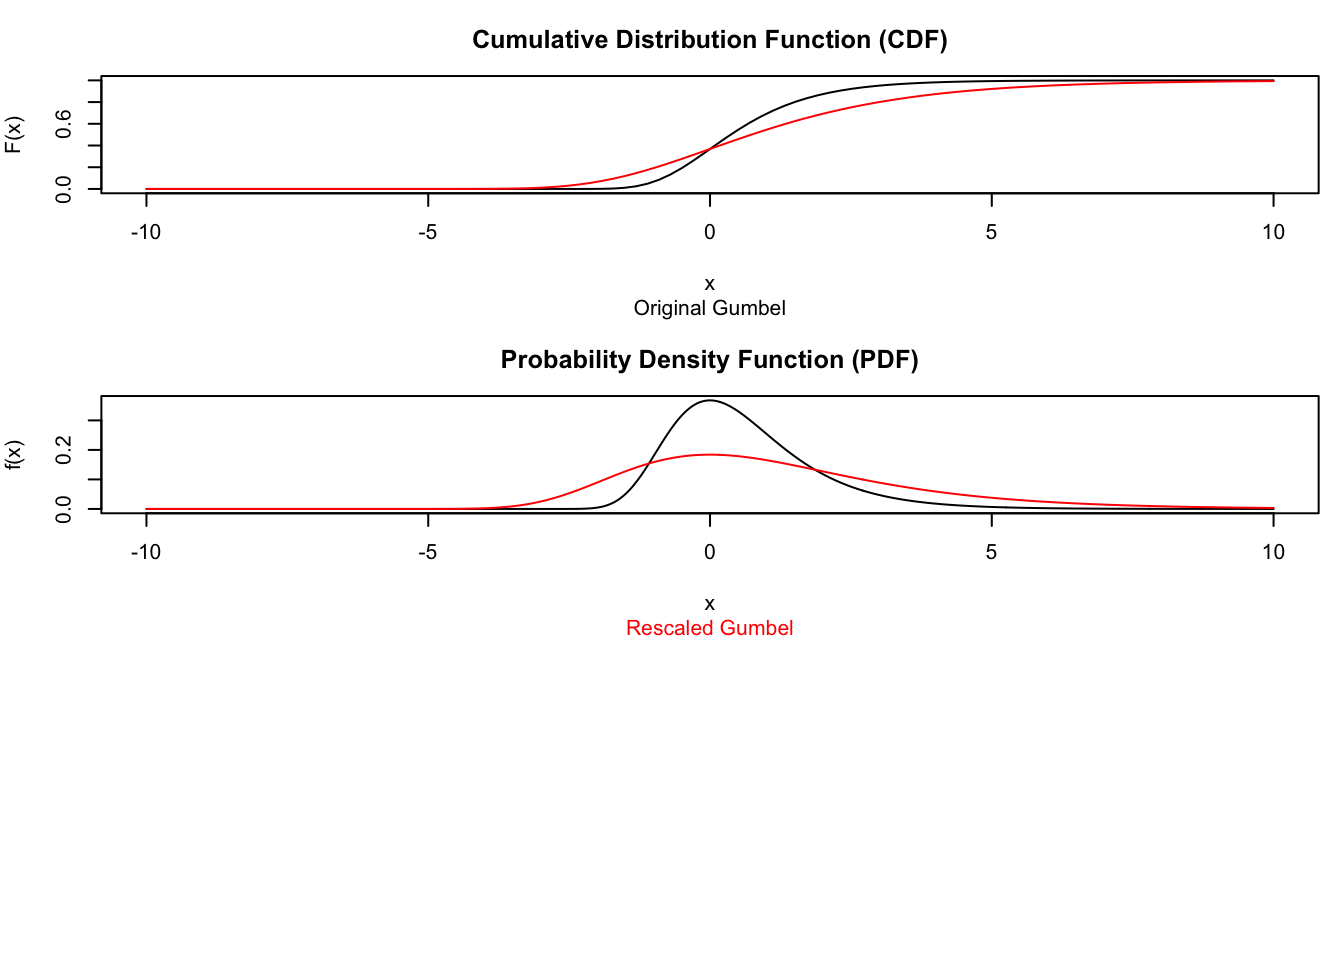 Cumulative Distribution Function (CDF)
F(x)
0.6
0.0
-10 -5 0 5 10
x
Original Gumbel
Probability Density Function (PDF)
f(x)
0.2
0.0
-10 -5 0 5 10
x
Rescaled Gumbel